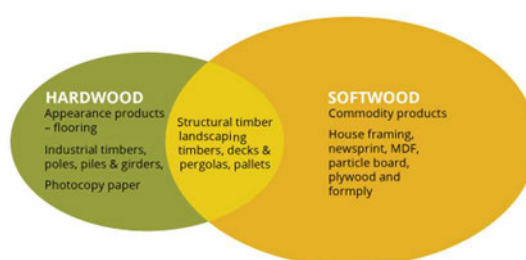 HARDWOOD
Appearance products
– flooring
Industrial timbers,
poles, piles & girders,
Photocopy paper
Structural timber
landscaping
timbers, decks &
pergolas, pallets
SOFTWOOD
Commodity products
House framing,
newsprint, MDF,
particle board,
plywood and
formply